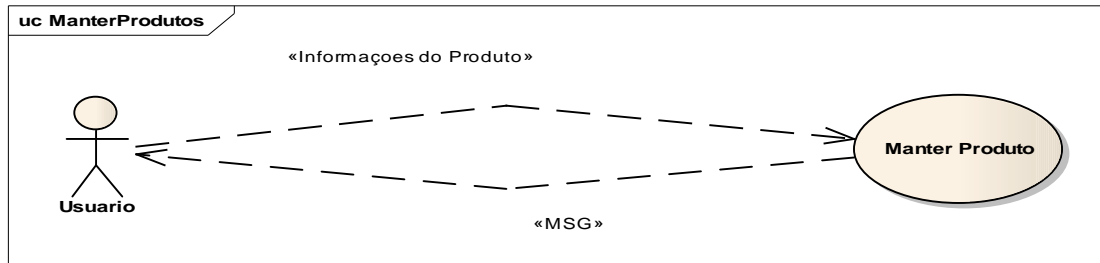 uc ManterProdutos
«Informaçoes do Produto»
Manter Produto
Usuario
«MSG»